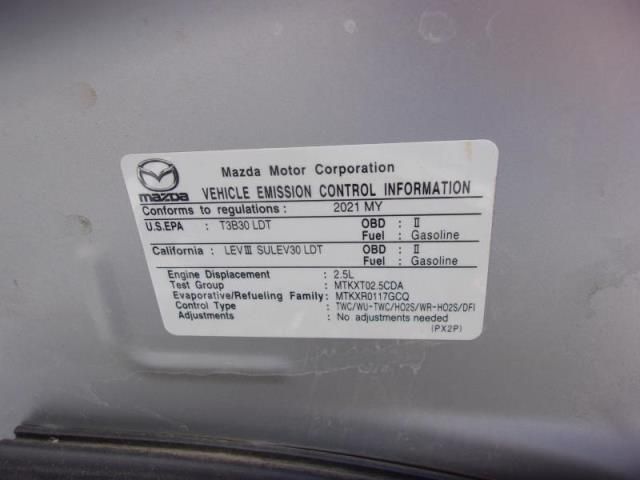 Mazda Motor Corporation
mazda VEHICLE EMISSION CONTROL INFORMATION
Conforms to regulations : 2021 MY
U.S.EPA : T3B30 LDT OBD : II
Fuel : Gasoline
California : LEVIII SULEV30 LDT OBD : II
Fuel : Gasoline
Engine Displacement : 2.5L
Test Group : MTKXT02.5CDA
Evaporative/Refueling Family: MTKXR0117GCQ
Control Type : TWC/WU-TWC/HO2S/WR-HO2S/DFI
Adjustments : No adjustments needed
(PX2P)